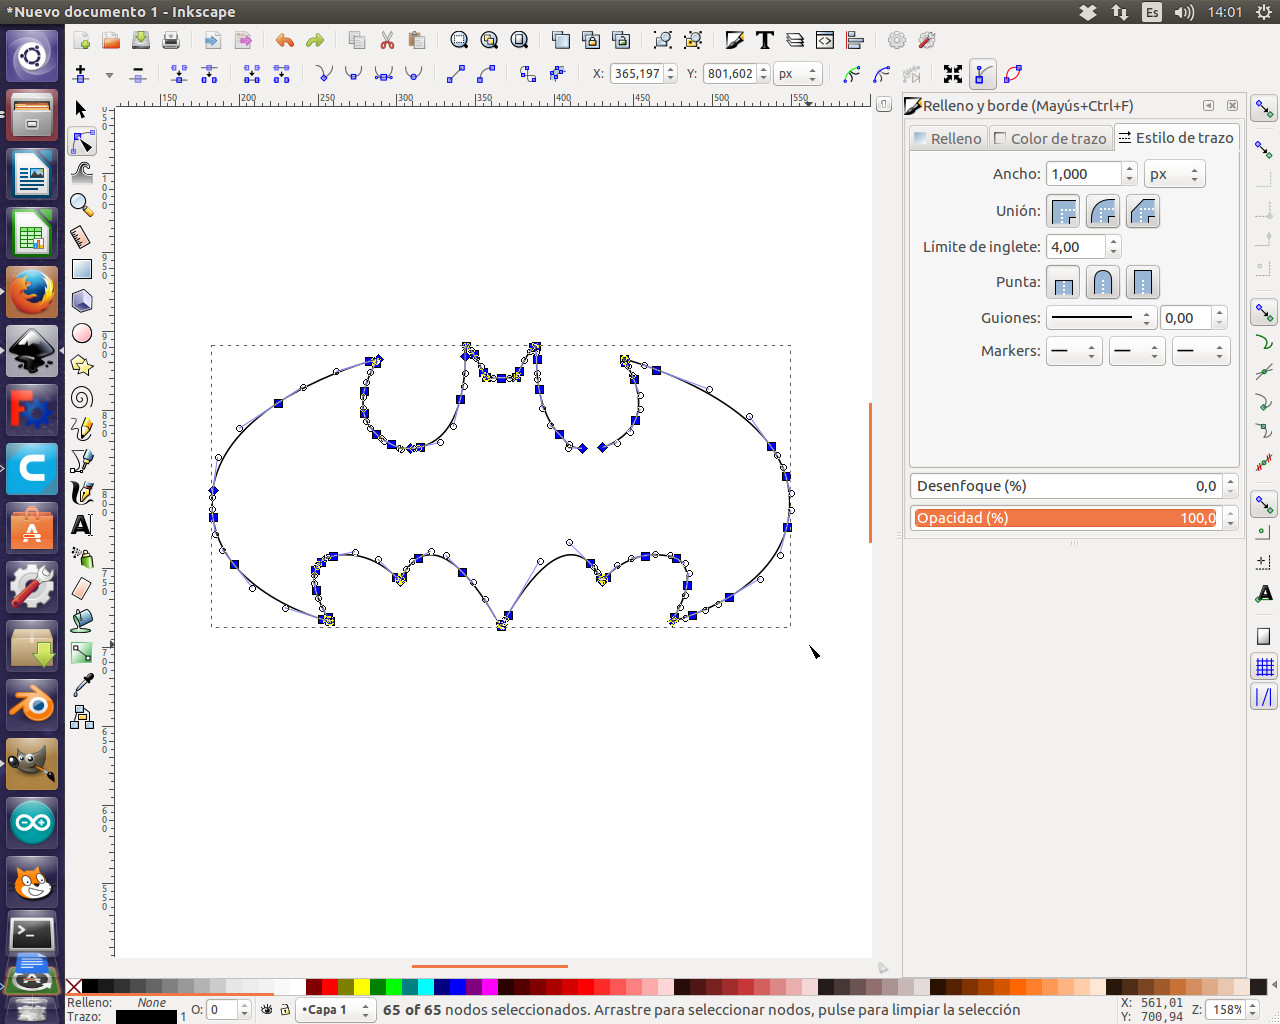 *Nuevo documento 1 - Inkscape
Es
14:01
X: 365,197 Y: 801,602 px
150 200 250 300 350 400 450 500 550
Relleno y borde (Mayús+Ctrl+F)
Relleno Color de trazo Estilo de trazo
Ancho: 1,000 px
Unión:
Límite de inglete: 4,00
Punta:
Guiones: 0,00
Markers:
Desenfoque (%) 0,0
Opacidad (%) 100,0
Relleno: None
Trazo: 1
O: 0
•Capa 1
65 of 65 nodos seleccionados. Arrastre para seleccionar nodos, pulse para limpiar la selección
X: 561,01
Y: 700,94
Z: 158%